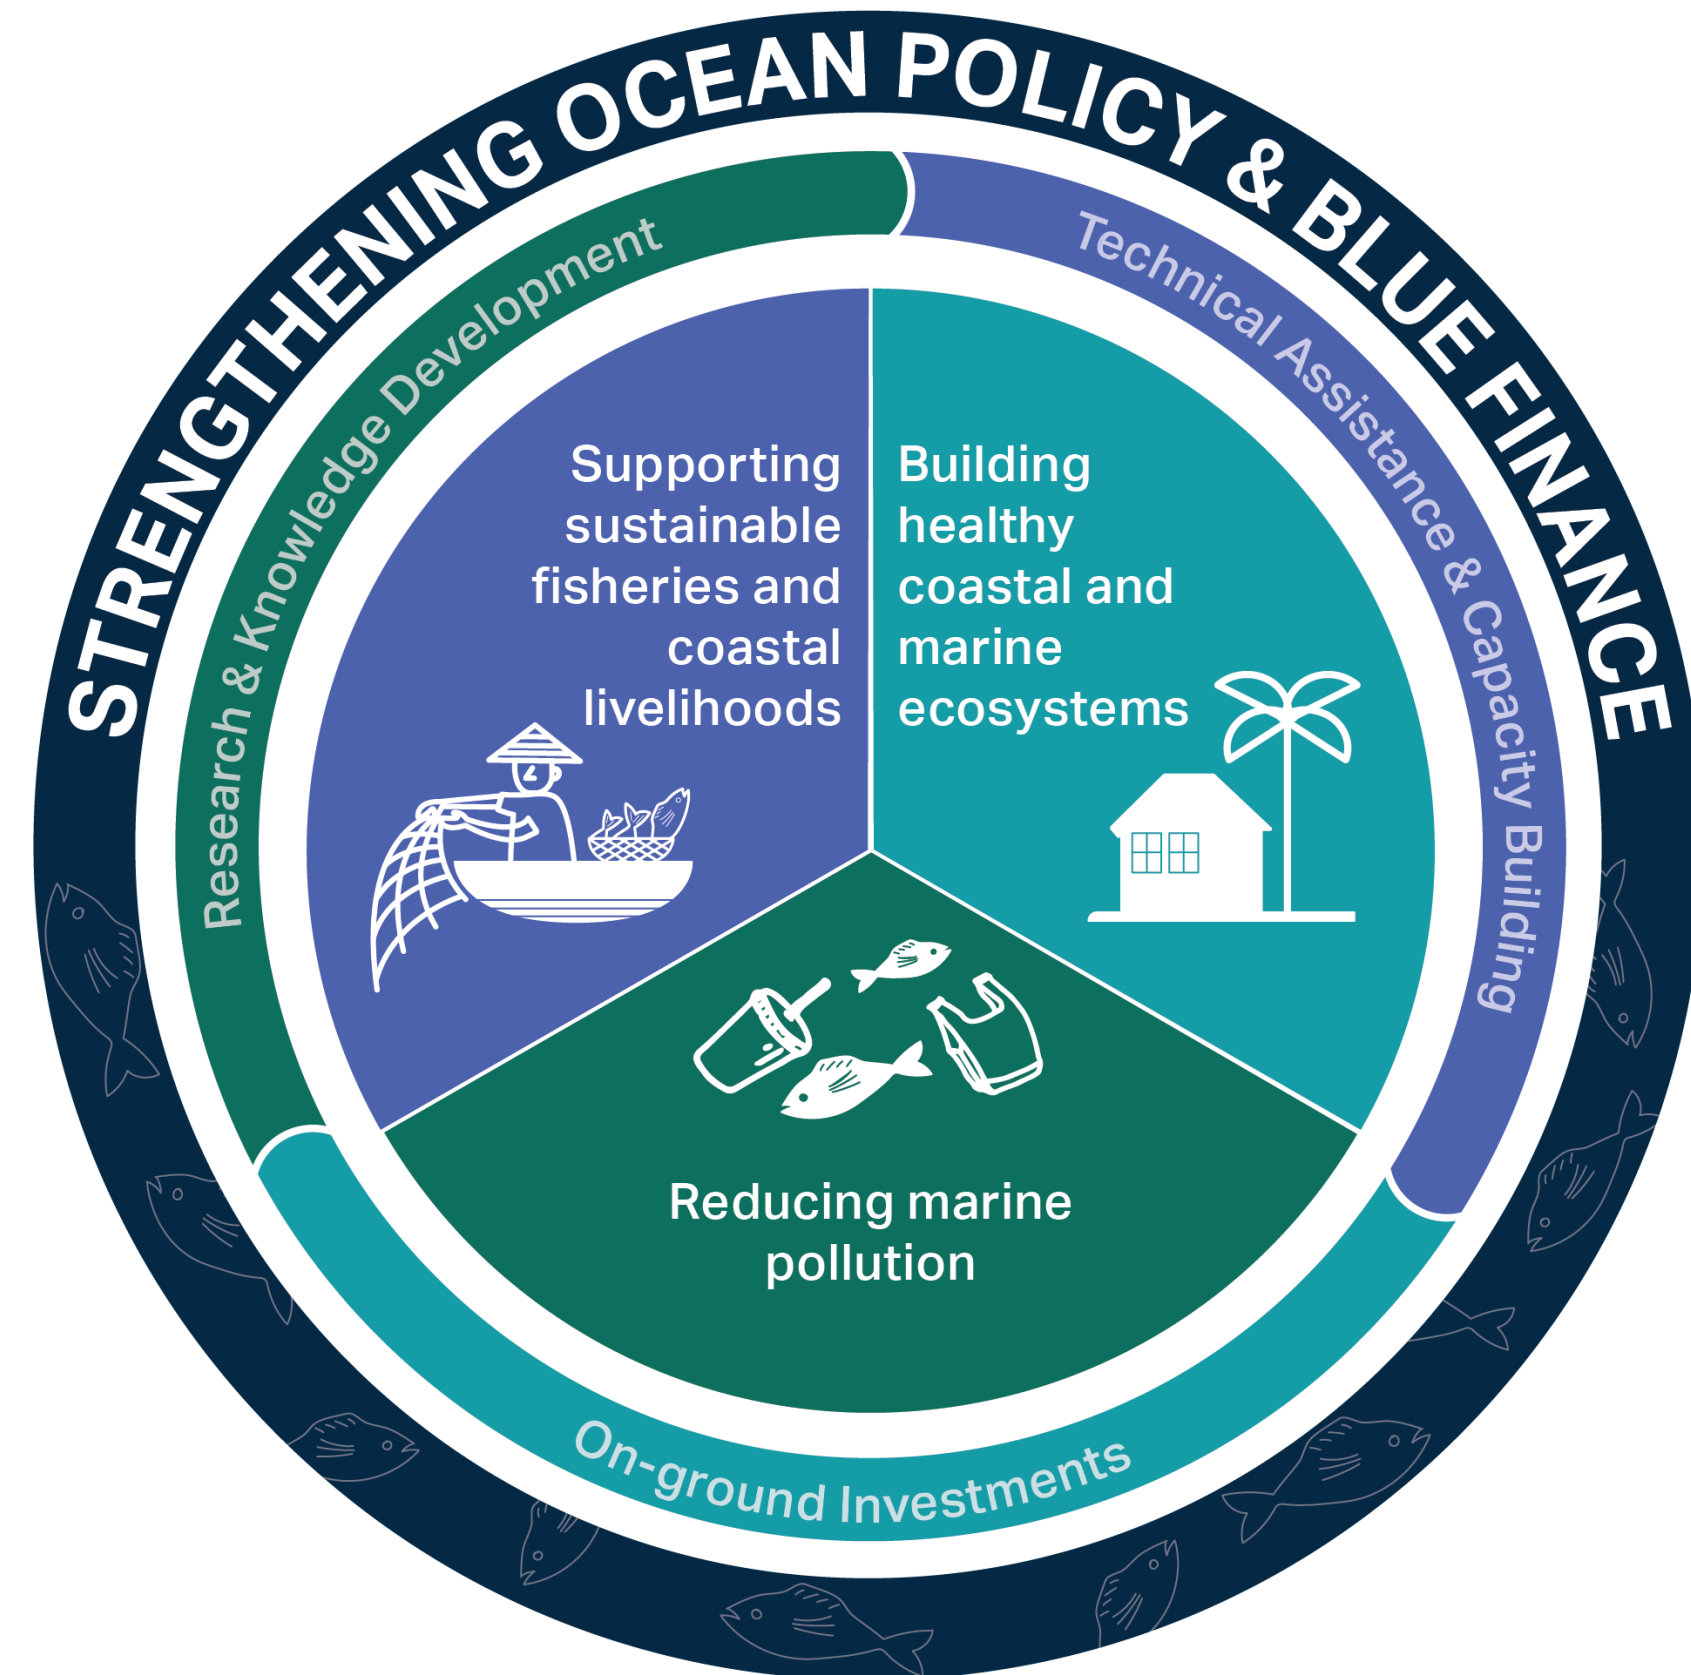 STRENGTHENING OCEAN POLICY & BLUE FINANCE
Research & Knowledge Development
Technical Assistance & Capacity Building
Supporting
sustainable
fisheries and
coastal
livelihoods
Building
healthy
coastal and
marine
ecosystems
Reducing marine
pollution
On-ground Investments